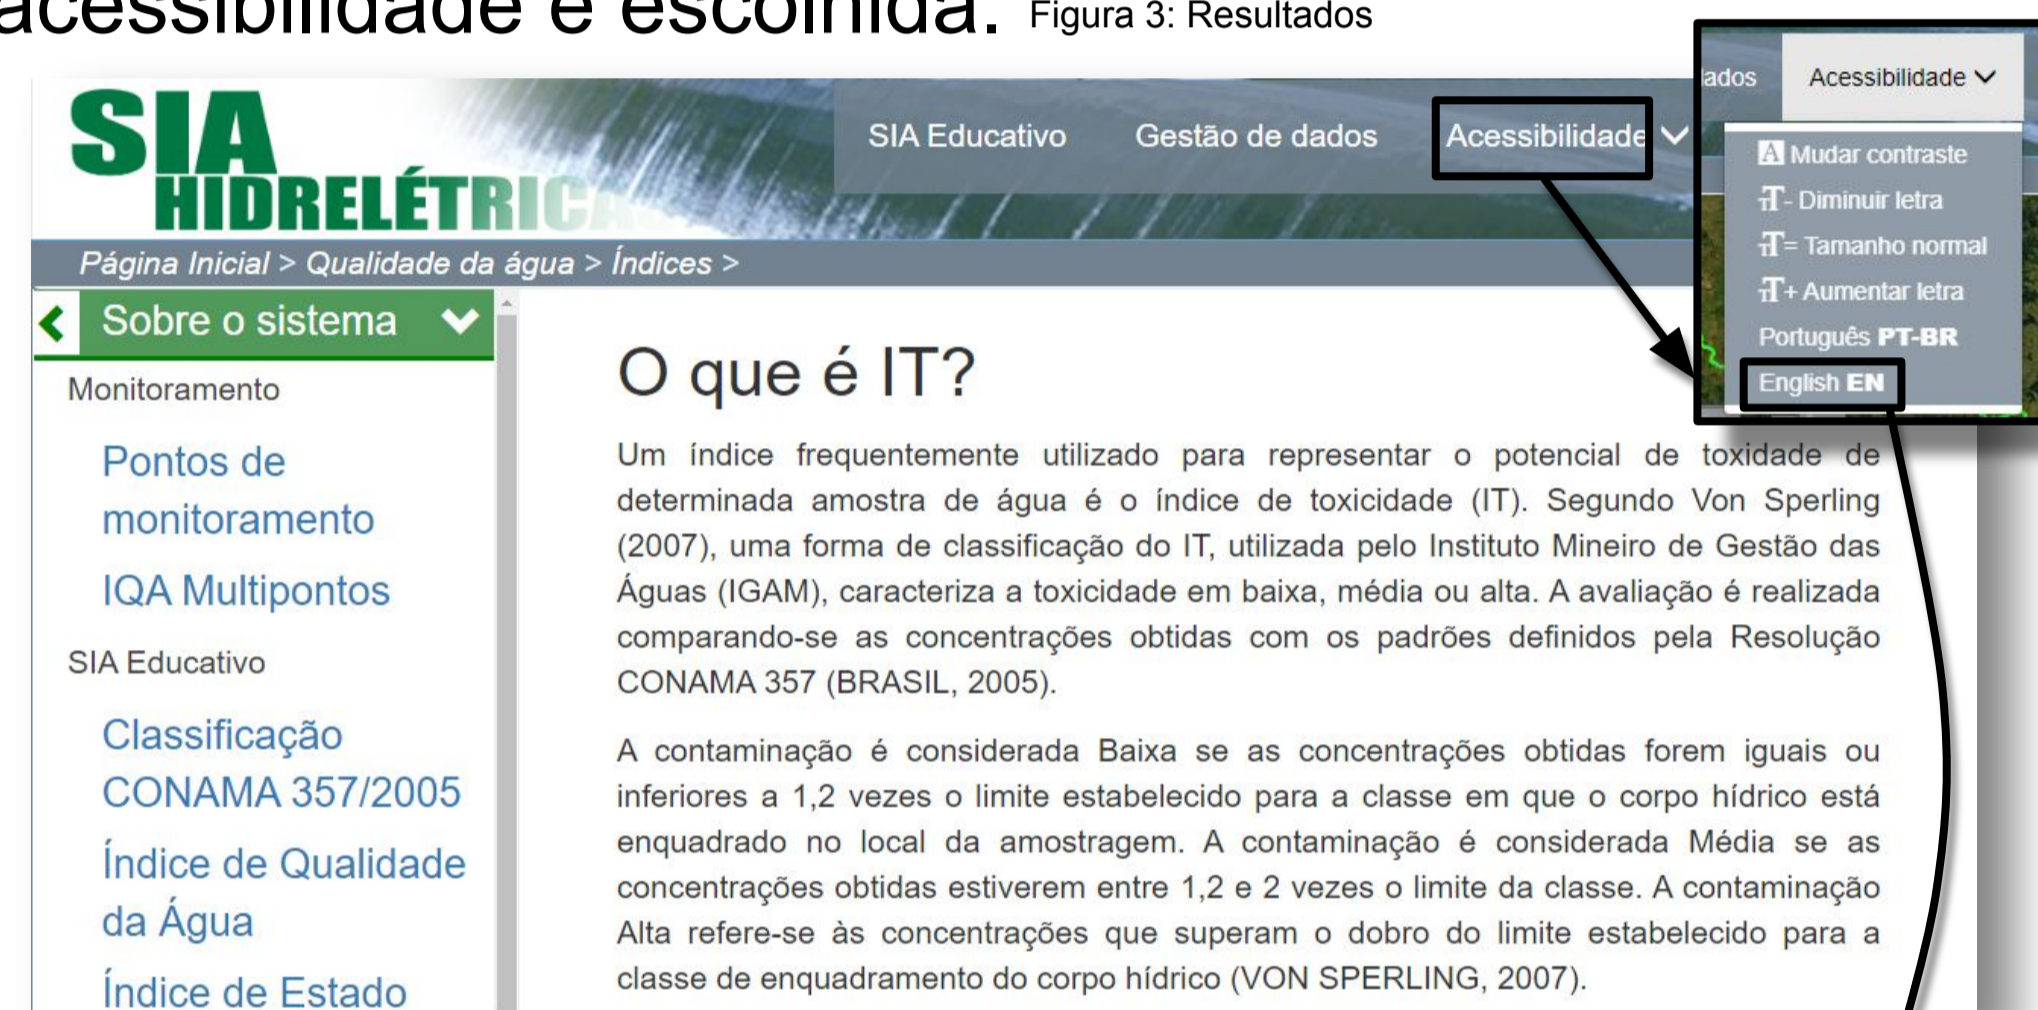 acessibilidade é escolhida.
Figura 3: Resultados
SIA
HIDRELÉTRICAS
SIA Educativo
Gestão de dados
Acessibilidade
ados
Acessibilidade
A Mudar contraste
TT- Diminuir letra
TT= Tamanho normal
TT+ Aumentar letra
Português PT-BR
English EN
Página Inicial > Qualidade da água > Índices >
Sobre o sistema
Monitoramento
Pontos de
monitoramento
IQA Multipontos
SIA Educativo
Classificação
CONAMA 357/2005
Índice de Qualidade
da Água
Índice de Estado
O que é IT?
Um índice frequentemente utilizado para representar o potencial de toxidade de
determinada amostra de água é o índice de toxicidade (IT). Segundo Von Sperling
(2007), uma forma de classificação do IT, utilizada pelo Instituto Mineiro de Gestão das
Águas (IGAM), caracteriza a toxicidade em baixa, média ou alta. A avaliação é realizada
comparando-se as concentrações obtidas com os padrões definidos pela Resolução
CONAMA 357 (BRASIL, 2005).
A contaminação é considerada Baixa se as concentrações obtidas forem iguais ou
inferiores a 1,2 vezes o limite estabelecido para a classe em que o corpo hídrico está
enquadrado no local da amostragem. A contaminação é considerada Média se as
concentrações obtidas estiverem entre 1,2 e 2 vezes o limite da classe. A contaminação
Alta refere-se às concentrações que superam o dobro do limite estabelecido para a
classe de enquadramento do corpo hídrico (VON SPERLING, 2007).